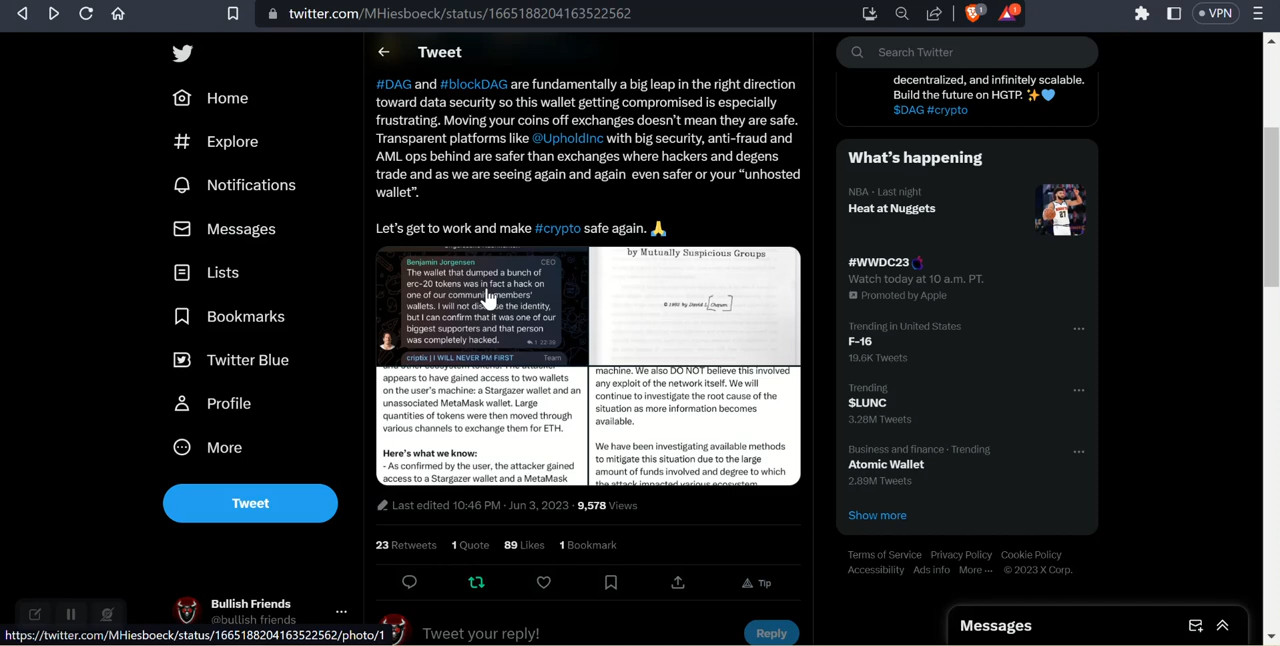 twitter.com/MHiesboeck/status/1665188204163522562
1
1
VPN
Home
Explore
Notifications
Messages
Lists
Bookmarks
Twitter Blue
Profile
More
Tweet
Bullish Friends
@bullish_friends
https://twitter.com/MHiesboeck/status/1665188204163522562/photo/1
Tweet
#DAG and #blockDAG are fundamentally a big leap in the right direction
toward data security so this wallet getting compromised is especially
frustrating. Moving your coins off exchanges doesn't mean they are safe.
Transparent platforms like @UpholdInc with big security, anti-fraud and
AML ops behind are safer than exchanges where hackers and degens
trade and as we are seeing again and again even safer or your “unhosted
wallet”.
Let's get to work and make #crypto safe again. 🙏
Benjamin Jorgensen CEO
The wallet that dumped a bunch of
erc-20 tokens was in fact a hack on
one of our community members'
wallets. I will not the identity,
but I can confirm that it was one of our
biggest supporters and that person
was completely hacked.
1 22:39
criptix | I WILL NEVER PM FIRST Team
by Mutually Suspicious Groups
© 1982 by David L. Chaum
appears to have gained access to two wallets
on the user's machine: a Stargazer wallet and an
unassociated MetaMask wallet. Large
quantities of tokens were then moved through
various channels to exchange them for ETH.
Here's what we know:
- As confirmed by the user, the attacker gained
access to a Stargazer wallet and a MetaMask
machine. We also DO NOT believe this involved
any exploit of the network itself. We will
continue to investigate the root cause of the
situation as more information becomes
available.
We have been investigating available methods
to mitigate this situation due to the large
amount of funds involved and degree to which
the attack impacted various ecosystem
Last edited 10:46 PM · Jun 3, 2023 · 9,578 Views
23 Retweets 1 Quote 89 Likes 1 Bookmark
Tip
Tweet your reply!
Reply
Search Twitter
decentralized, and infinitely scalable.
Build the future on HGTP. ✨💙
$DAG #crypto
What's happening
NBA · Last night
Heat at Nuggets
#WWDC23
Watch today at 10 a.m. PT.
Promoted by Apple
Trending in United States
F-16
19.6K Tweets
Trending
$LUNC
3.28M Tweets
Business and finance · Trending
Atomic Wallet
2.89M Tweets
Show more
Terms of Service Privacy Policy Cookie Policy
Accessibility Ads info More ··· © 2023 X Corp.
Messages